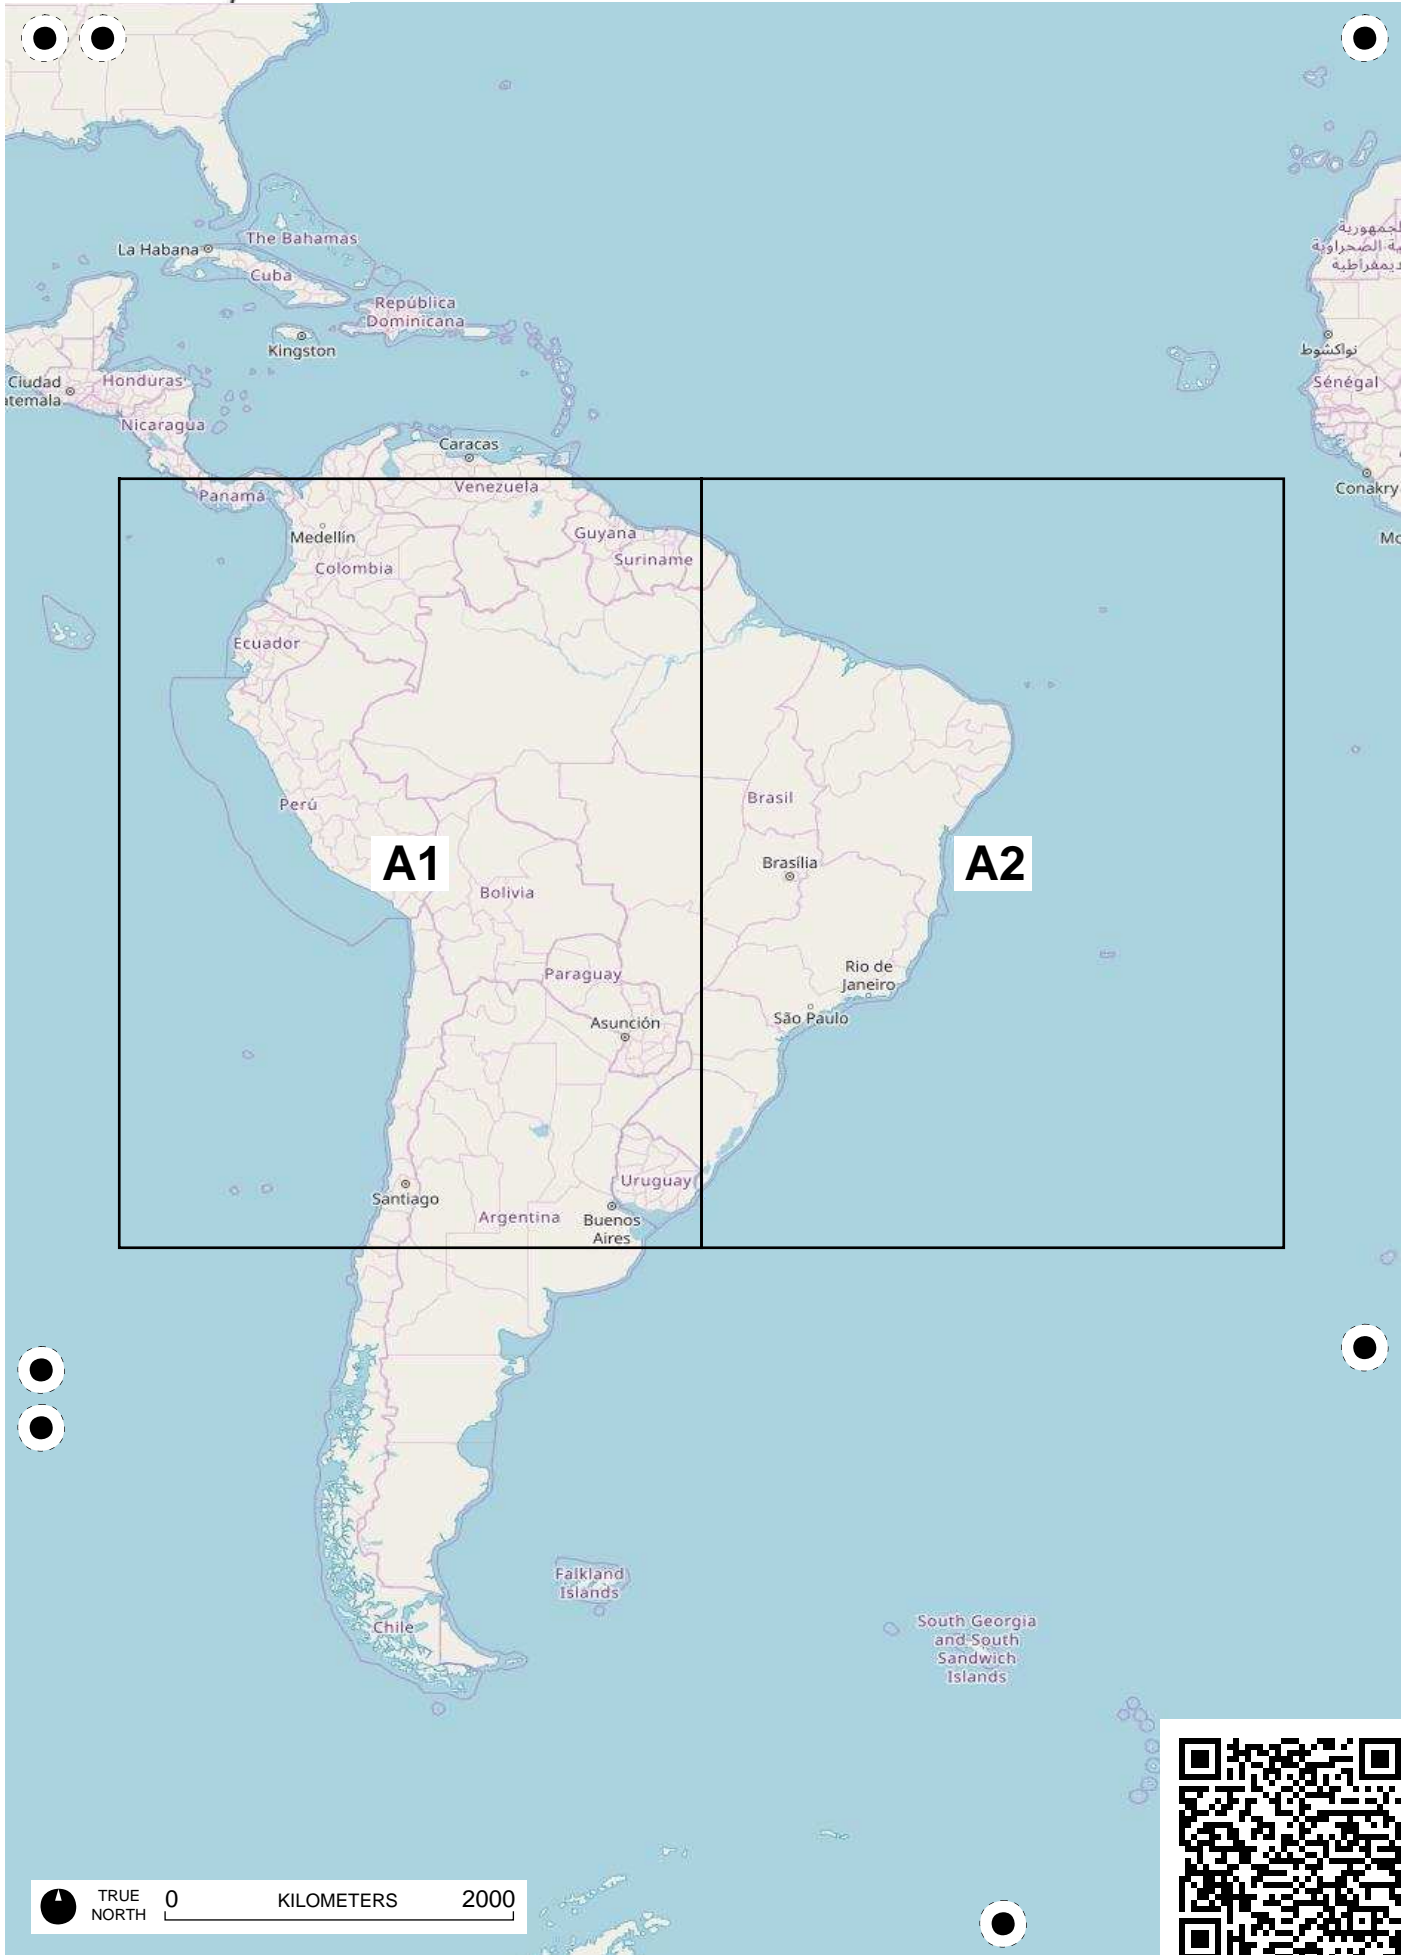 La Habana
The Bahamas
Cuba
República
Dominicana
Kingston
Ciudad
Honduras
Nicaragua
نواكشوط
Sénégal
Caracas
Panamá
Venezuela
Conakry
Medellín
Guyana
Colombia
Suriname
Ecuador
Perú
Brasil
A1
Brasília
A2
Bolivia
Paraguay
Rio de
Janeiro
Asunción
São Paulo
Santiago
Uruguay
Argentina
Buenos
Aires
Falkland
Islands
Chile
South Georgia
and South
Sandwich
Islands
TRUE
NORTH
0 KILOMETERS 2000